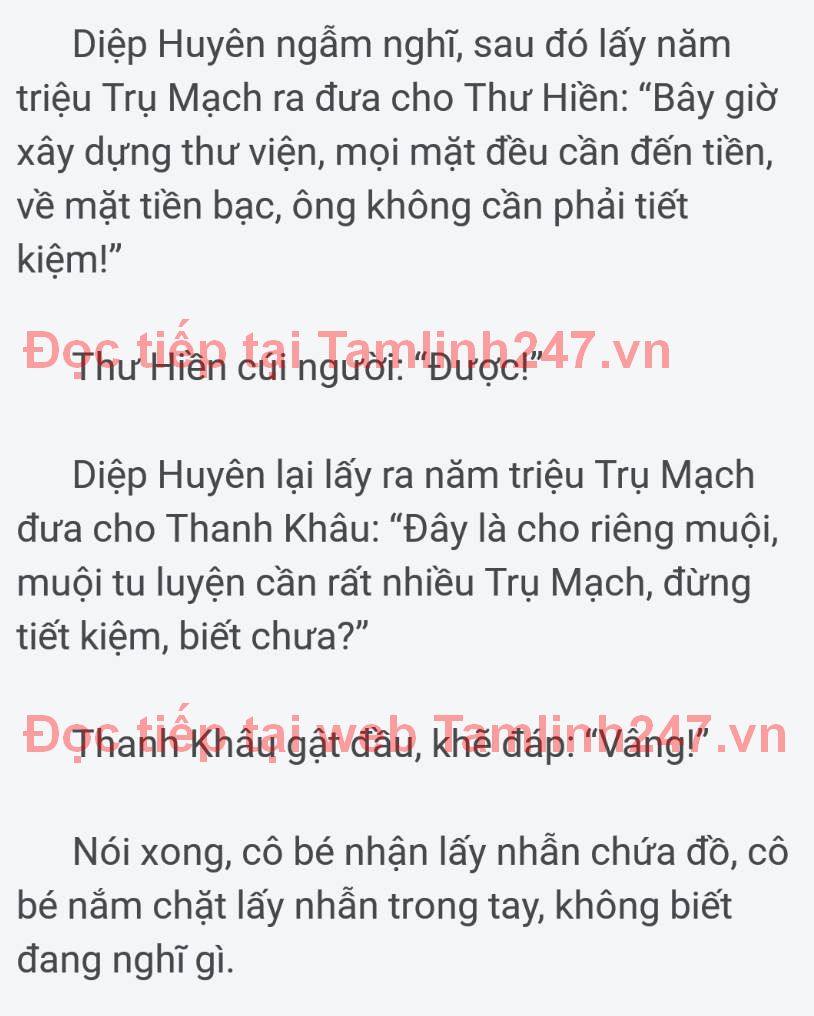 Diệp Huyên ngẫm nghĩ, sau đó lấy năm
triệu Trụ Mạch ra đưa cho Thư Hiền: “Bây giờ
xây dựng thư viện, mọi mặt đều cần đến tiền,
về mặt tiền bạc, ông không cần phải tiết
kiệm!”
Đọc tiếp tại Tamlinh247.vn
Thư Hiền cúi người: “Được!”
Diệp Huyên lại lấy ra năm triệu Trụ Mạch
đưa cho Thanh Khâu: “Đây là cho riêng muội,
muội tu luyện cần rất nhiều Trụ Mạch, đừng
tiết kiệm, biết chưa?”
Đọc tiếp tại web Tamlinh247.vn
Thanh Khâu gật đầu, khẽ đáp: “Vâng!”
Nói xong, cô bé nhận lấy nhẫn chứa đồ, cô
bé nắm chặt lấy nhẫn trong tay, không biết
đang nghĩ gì.